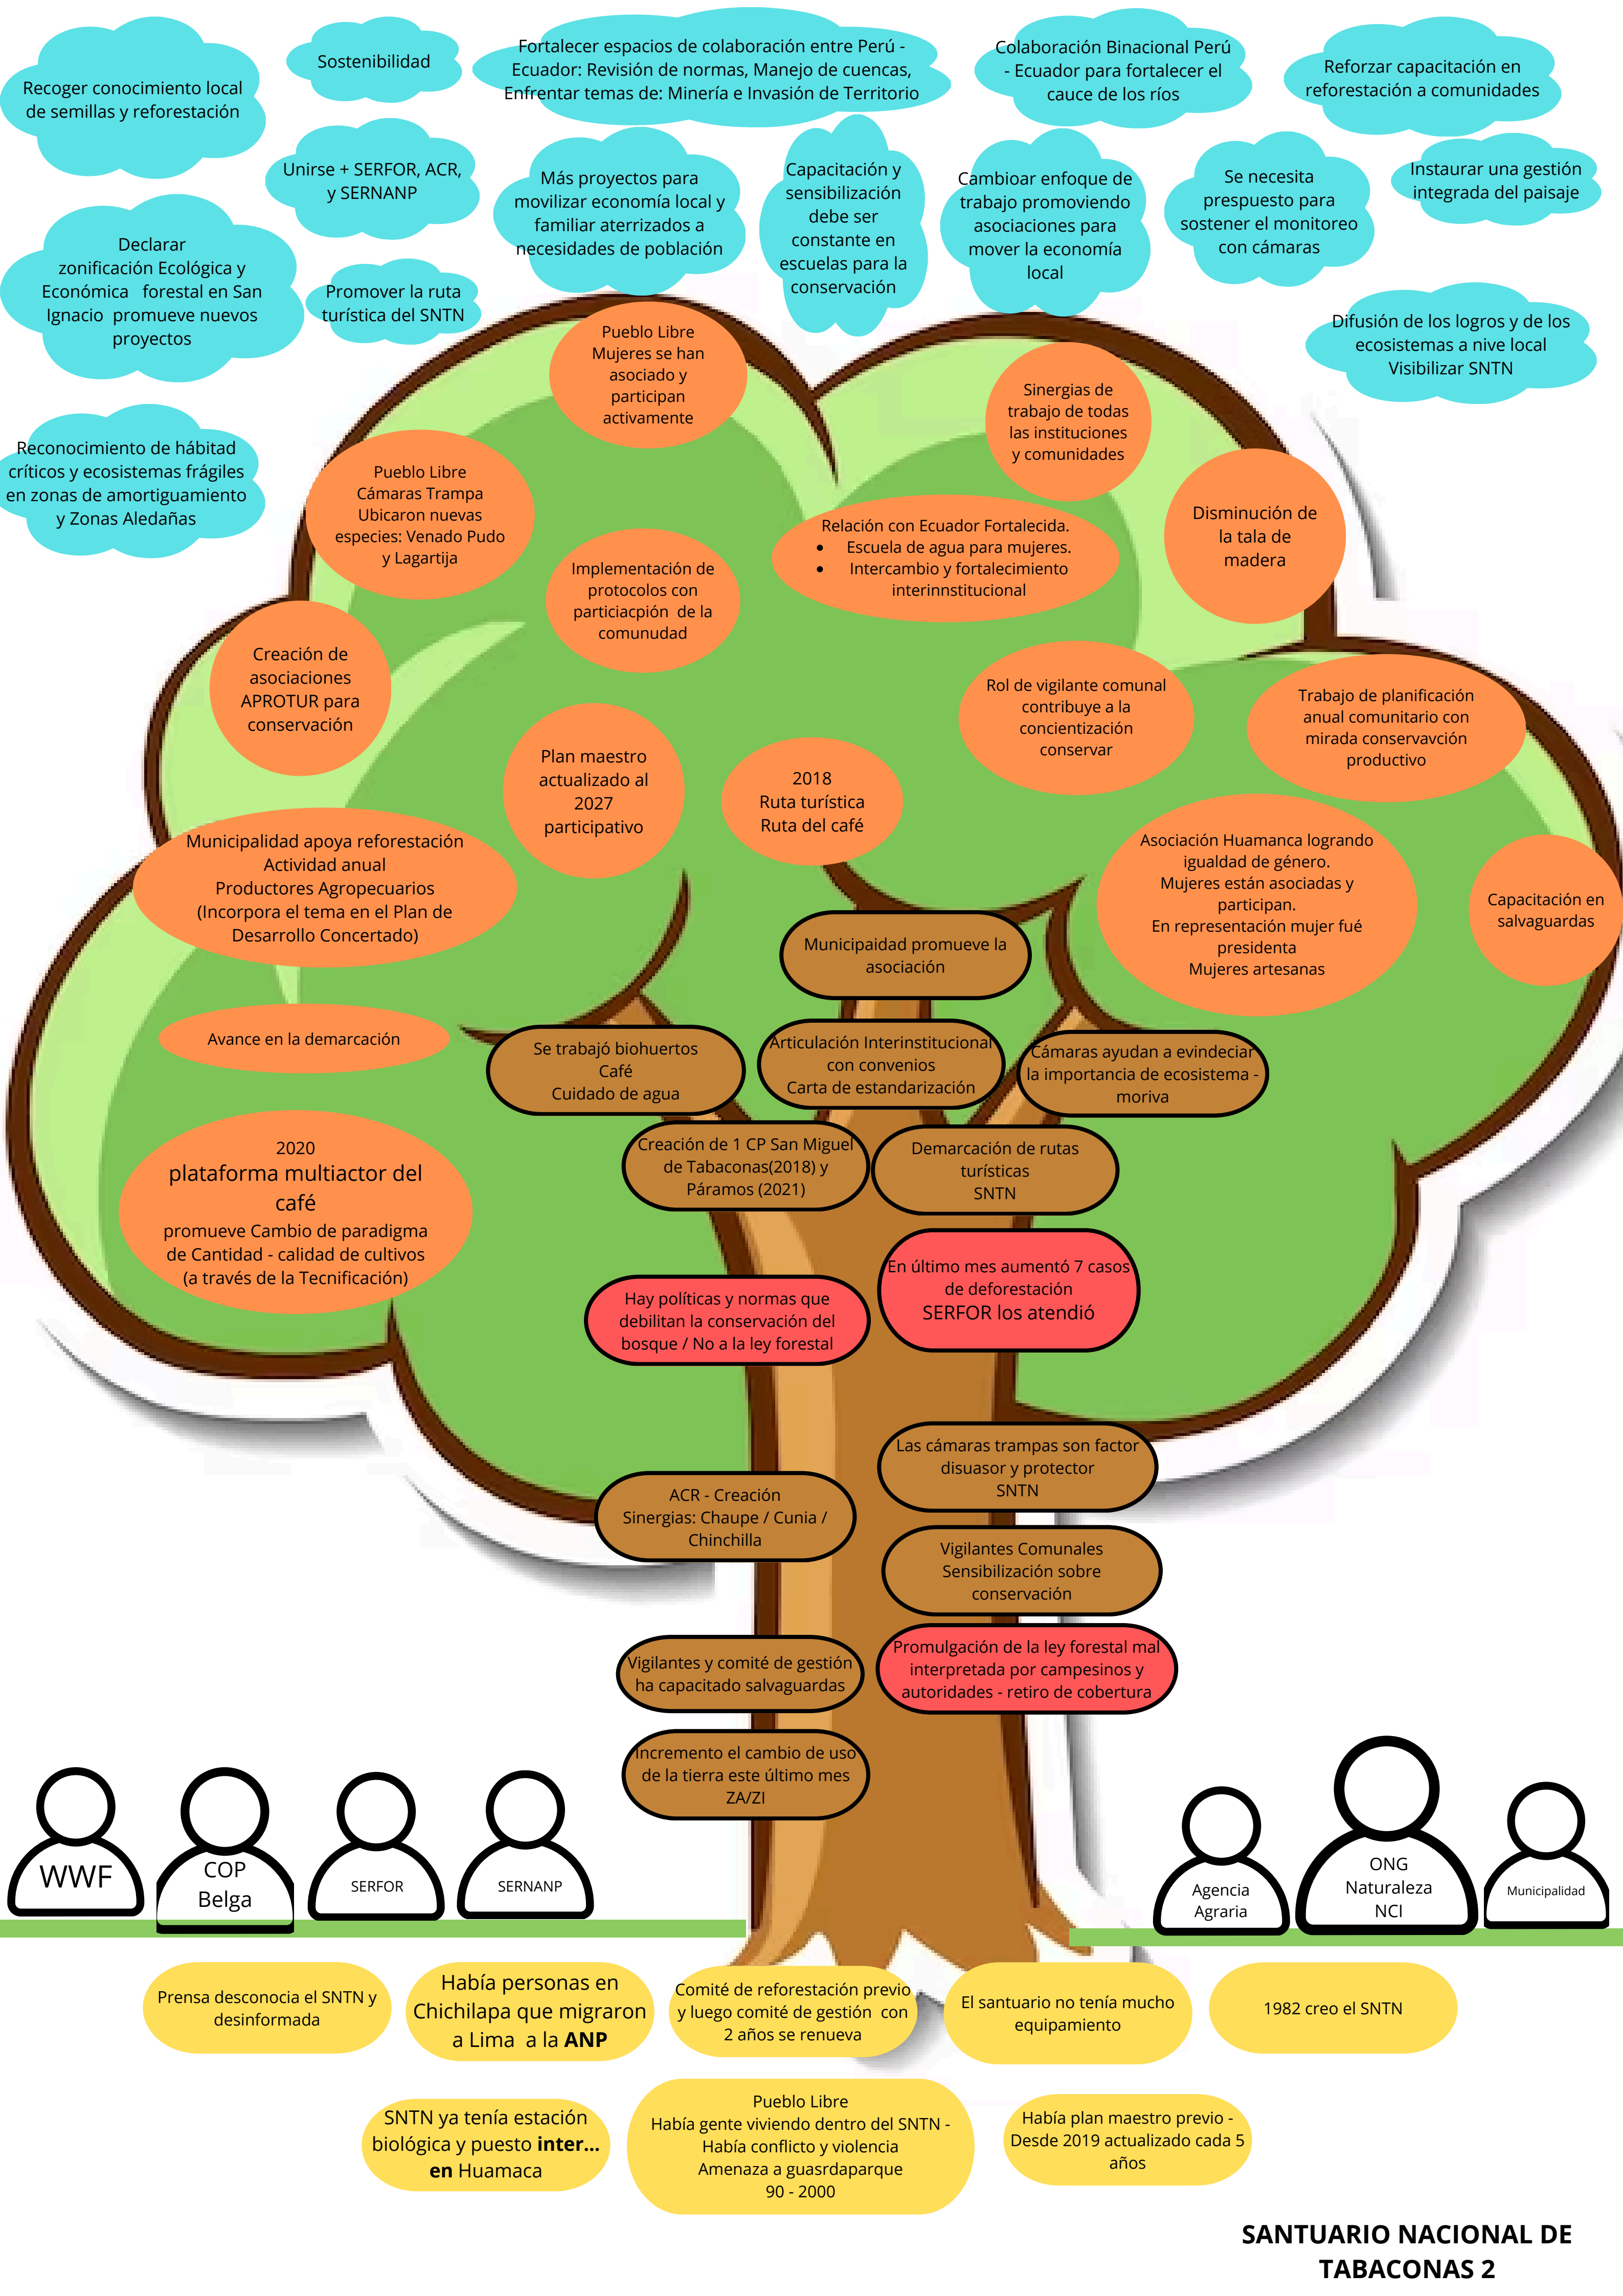 Recoger conocimiento local
de semillas y reforestación
Sostenibilidad
Fortalecer espacios de colaboración entre Perú -
Ecuador: Revisión de normas, Manejo de cuencas,
Enfrentar temas de: Minería e Invasión de Territorio
Colaboración Binacional Perú
- Ecuador para fortalecer el
cauce de los ríos
Reforzar capacitación en
reforestación a comunidades
Unirse + SERFOR, ACR,
y SERNANP
Más proyectos para
movilizar economía local y
familiar aterrizados a
necesidades de población
Capacitación y
sensibilización
debe ser
constante en
escuelas para la
conservación
Cambioar enfoque de
trabajo promoviendo
asociaciones para
mover la economía
local
Se necesita
prespuesto para
sostener el monitoreo
con cámaras
Instaurar una gestión
integrada del paisaje
Declarar
zonificación Ecológica y
Económica forestal en San
Ignacio promueve nuevos
proyectos
Promover la ruta
turística del SNTN
Difusión de los logros y de los
ecosistemas a nive local
Visibilizar SNTN
Reconocimiento de hábitad
críticos y ecosistemas frágiles
en zonas de amortiguamiento
y Zonas Aledañas
Pueblo Libre
Mujeres se han
asociado y
participan
activamente
Sinergias de
trabajo de todas
las instituciones
y comunidades
Pueblo Libre
Cámaras Trampa
Ubicaron nuevas
especies: Venado Pudo
y Lagartija
Implementación de
protocolos con
particiacpión de la
comunudad
Relación con Ecuador Fortalecida.
• Escuela de agua para mujeres.
• Intercambio y fortalecimiento
interinnstitucional
Disminución de
la tala de
madera
Creación de
asociaciones
APROTUR para
conservación
Rol de vigilante comunal
contribuye a la
concientización
conservar
Trabajo de planificación
anual comunitario con
mirada conservavción
productivo
Plan maestro
actualizado al
2027
participativo
2018
Ruta turística
Ruta del café
Municipalidad apoya reforestación
Actividad anual
Productores Agropecuarios
(Incorpora el tema en el Plan de
Desarrollo Concertado)
Asociación Huamanca logrando
igualdad de género.
Mujeres están asociadas y
participan.
En representación mujer fué
presidenta
Mujeres artesanas
Capacitación en
salvaguardas
Municipaidad promueve la
asociación
Avance en la demarcación
Se trabajó biohuertos
Café
Cuidado de agua
Articulación Interinstitucional
con convenios
Carta de estandarización
Cámaras ayudan a evindeciar
la importancia de ecosistema -
moriva
2020
plataforma multiactor del
café
promueve Cambio de paradigma
de Cantidad - calidad de cultivos
(a través de la Tecnificación)
Creación de 1 CP San Miguel
de Tabaconas(2018) y
Páramos (2021)
Demarcación de rutas
turísticas
SNTN
Hay políticas y normas que
debilitan la conservación del
bosque / No a la ley forestal
En último mes aumentó 7 casos
de deforestación
SERFOR los atendió
Las cámaras trampas son factor
disuasor y protector
SNTN
ACR - Creación
Sinergias: Chaupe / Cunia /
Chinchilla
Vigilantes Comunales
Sensibilización sobre
conservación
Vigilantes y comité de gestión
ha capacitado salvaguardas
Promulgación de la ley forestal mal
interpretada por campesinos y
autoridades - retiro de cobertura
Incremento el cambio de uso
de la tierra este último mes
ZA/ZI
WWF
COP
Belga
SERFOR
SERNANP
Agencia
Agraria
ONG
Naturaleza
NCI
Municipalidad
Prensa desconocia el SNTN y
desinformada
Había personas en
Chichilapa que migraron
a Lima a la ANP
Comité de reforestación previo
y luego comité de gestión con
2 años se renueva
El santuario no tenía mucho
equipamiento
1982 creo el SNTN
SNTN ya tenía estación
biológica y puesto inter...
en Huamaca
Pueblo Libre
Había gente viviendo dentro del SNTN -
Había conflicto y violencia
Amenaza a guasrdaparque
90 - 2000
Había plan maestro previo -
Desde 2019 actualizado cada 5
años
SANTUARIO NACIONAL DE
TABACONAS 2